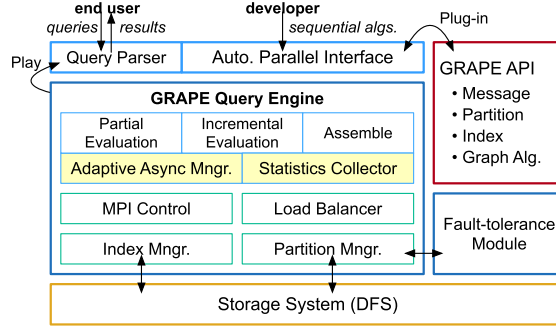 end user
developer
queries
results
sequential algs.
Plug-in
Play
Query Parser
Auto. Parallel Interface
GRAPE API
• Message
• Partition
• Index
• Graph Alg.
GRAPE Query Engine
Partial
Evaluation
Incremental
Evaluation
Assemble
Adaptive Async Mngr.
Statistics Collector
MPI Control
Load Balancer
Index Mngr.
Partition Mngr.
Fault-tolerance
Module
Storage System (DFS)